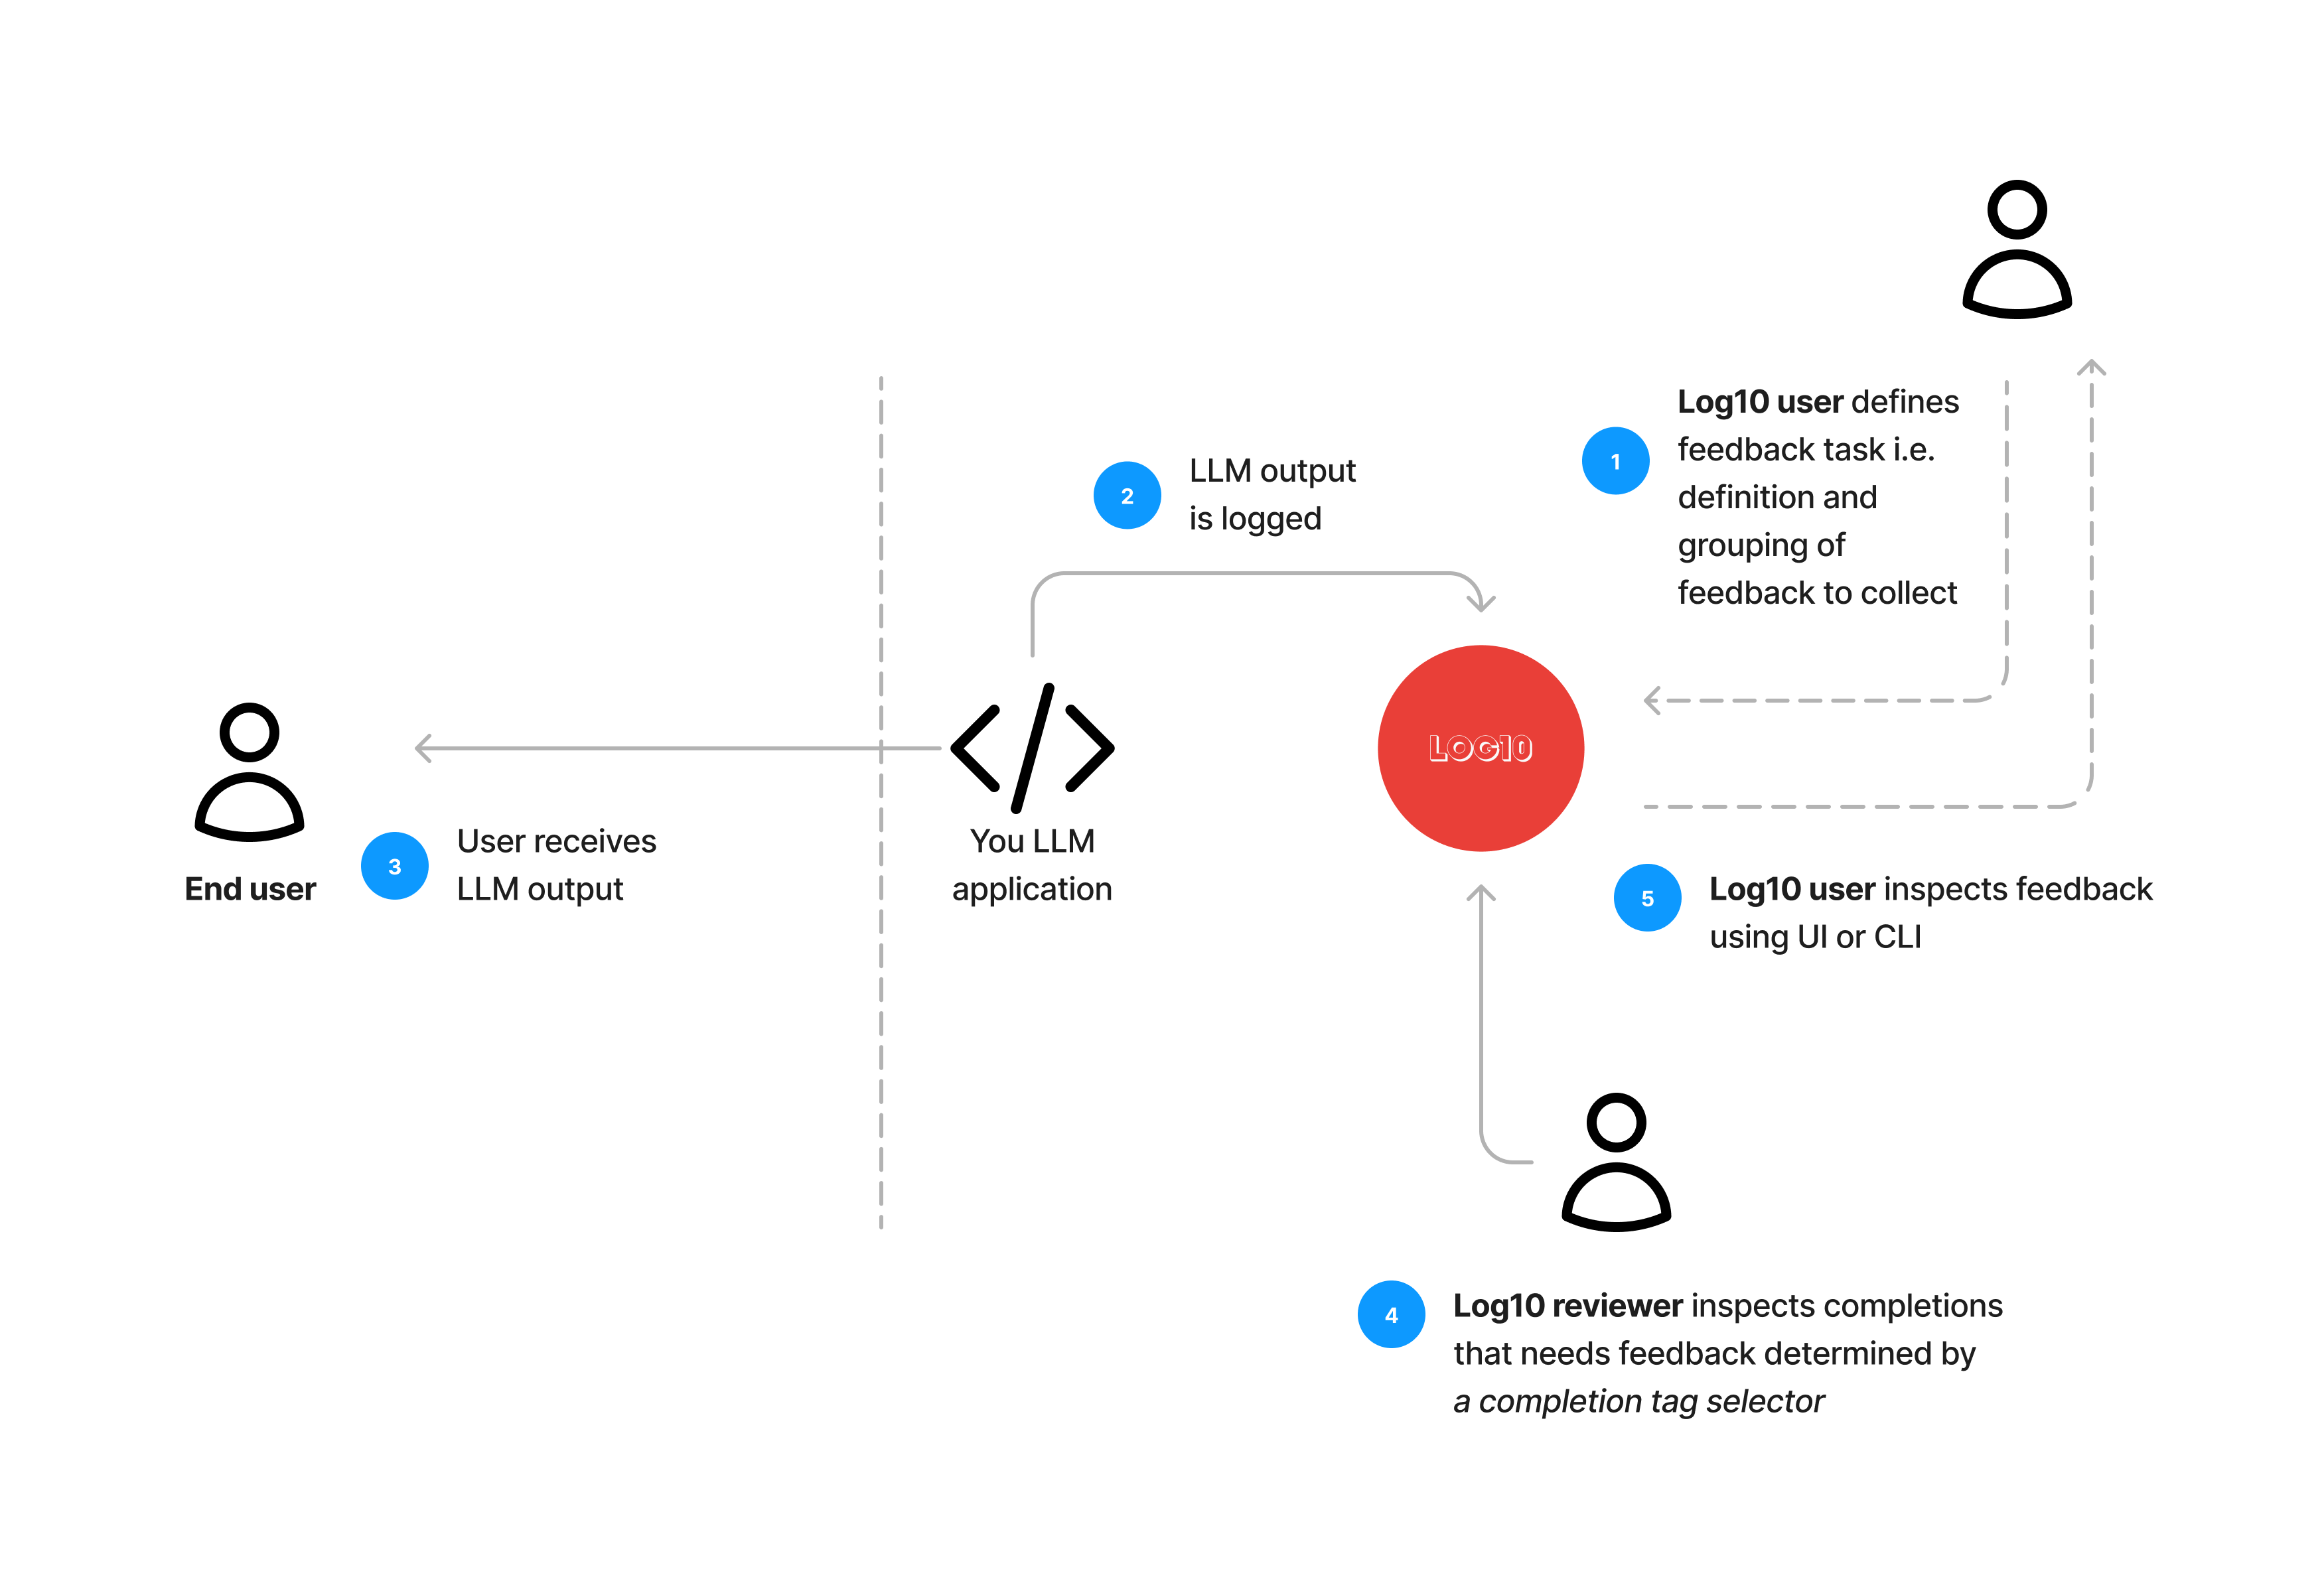 1
Log10 user defines
feedback task i.e.
definition and
grouping of
feedback to collect
2
LLM output
is logged
LOG10
You LLM
application
End user
3
User receives
LLM output
5
Log10 user inspects feedback
using UI or CLI
4
Log10 reviewer inspects completions
that needs feedback determined by
a completion tag selector